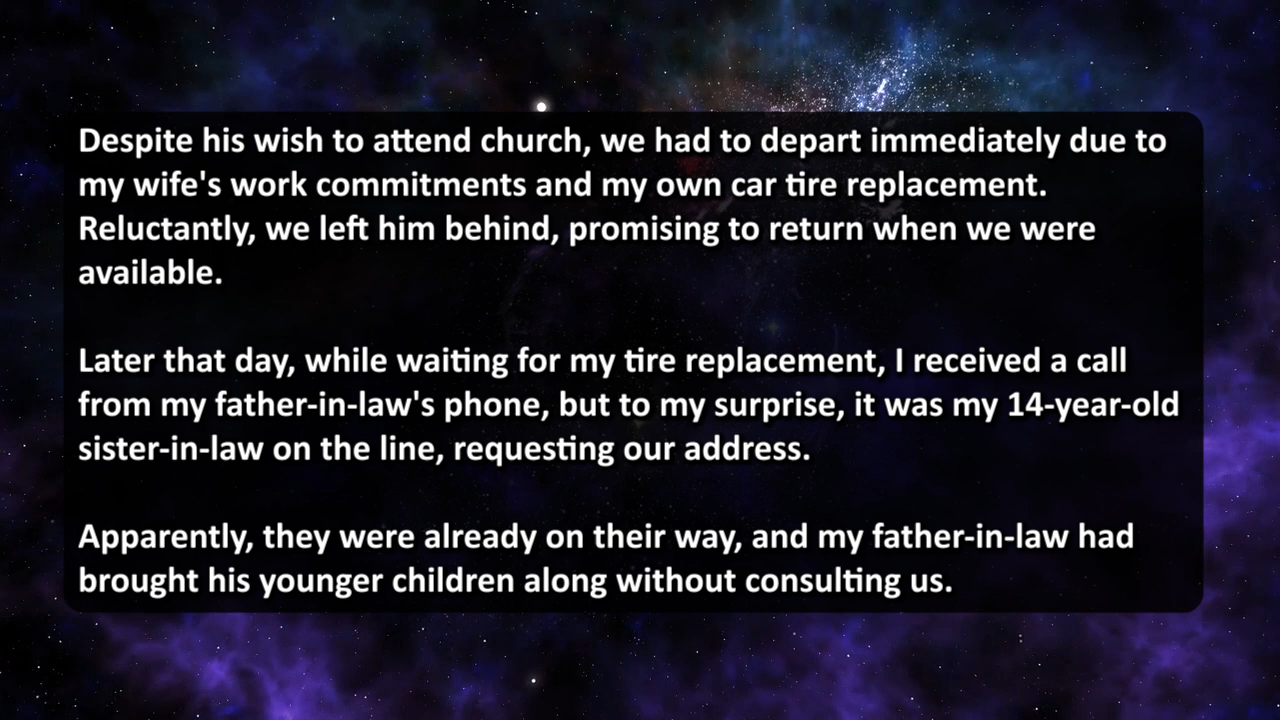 Despite his wish to attend church, we had to depart immediately due to
my wife's work commitments and my own car tire replacement.
Reluctantly, we left him behind, promising to return when we were
available.
Later that day, while waiting for my tire replacement, I received a call
from my father-in-law's phone, but to my surprise, it was my 14-year-old
sister-in-law on the line, requesting our address.
Apparently, they were already on their way, and my father-in-law had
brought his younger children along without consulting us.